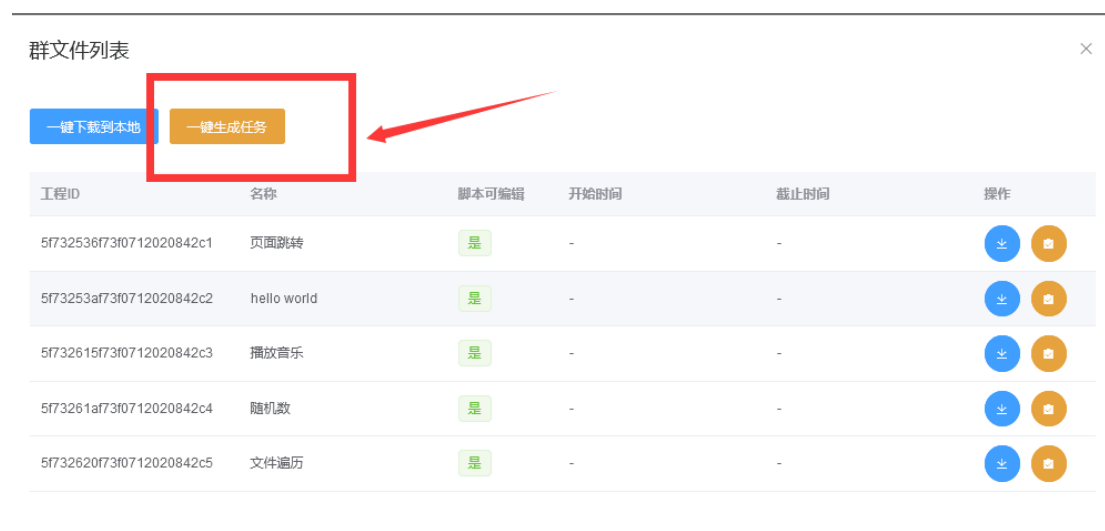 群文件列表
一键下载到本地 一键生成任务
工程ID 名称 脚本可编辑 开始时间 截止时间 操作
5f732536f73f0712020842c1 页面跳转 是 - -
5f73253af73f0712020842c2 hello world 是 - -
5f732615f73f0712020842c3 播放音乐 是 - -
5f73261af73f0712020842c4 随机数 是 - -
5f732620f73f0712020842c5 文件遍历 是 - -